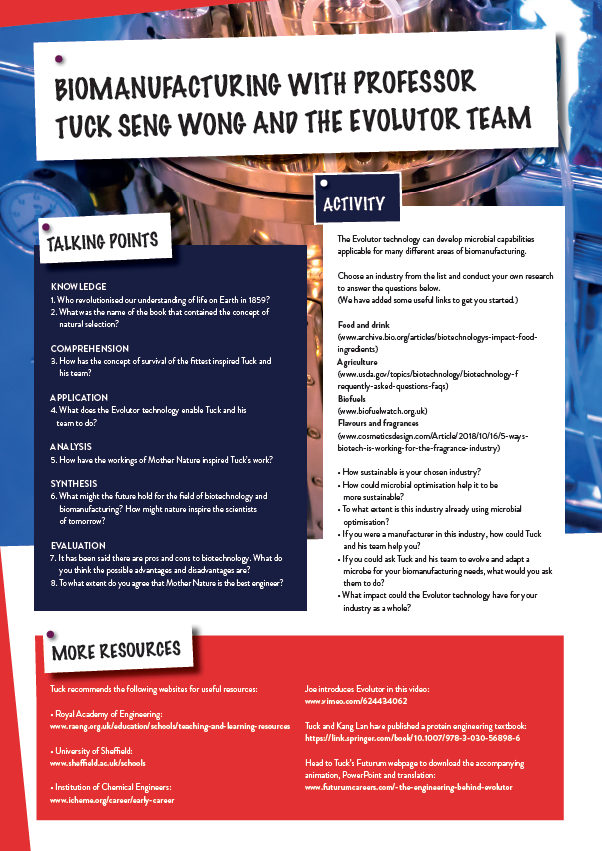 BIOMANUFACTURING WITH PROFESSOR
TUCK SENG WONG AND THE EVOLUTOR TEAM
TALKING POINTS
KNOWLEDGE
1. Who revolutionised our understanding of life on Earth in 1859?
2. What was the name of the book that contained the concept of
natural selection?
COMPREHENSION
3. How has the concept of survival of the fittest inspired Tuck and
his team?
APPLICATION
4. What does the Evolutor technology enable Tuck and his
team to do?
ANALYSIS
5. How have the workings of Mother Nature inspired Tuck's work?
SYNTHESIS
6. What might the future hold for the field of biotechnology and
biomanufacturing? How might nature inspire the scientists
of tomorrow?
EVALUATION
7. It has been said there are pros and cons to biotechnology. What do
you think the possible advantages and disadvantages are?
8. To what extent do you agree that Mother Nature is the best engineer?
ACTIVITY
The Evolutor technology can develop microbial capabilities
applicable for many different areas of biomanufacturing.
Choose an industry from the list and conduct your own research
to answer the questions below.
(We have added some useful links to get you started.)
Food and drink
(www.archive.bio.org/articles/biotechnologys-impact-food-
ingredients)
Agriculture
(www.usda.gov/topics/biotechnology/biotechnology-f
requently-asked-questions-faqs)
Biofuels
(www.biofuelwatch.org.uk)
Flavours and fragrances
(www.cosmeticsdesign.com/Article/2018/10/16/5-ways-
biotech-is-working-for-the-fragrance-industry)
• How sustainable is your chosen industry?
• How could microbial optimisation help it to be
more sustainable?
• To what extent is this industry already using microbial
optimisation?
• If you were a manufacturer in this industry, how could Tuck
and his team help you?
• If you could ask Tuck and his team to evolve and adapt a
microbe for your biomanufacturing needs, what would you ask
them to do?
• What impact could the Evolutor technology have for your
industry as a whole?
MORE RESOURCES
Tuck recommends the following websites for useful resources:
• Royal Academy of Engineering:
www.raeng.org.uk/education/schools/teaching-and-learning-resources
• University of Sheffield:
www.sheffield.ac.uk/schools
• Institution of Chemical Engineers:
www.icheme.org/career/early-career
Joe introduces Evolutor in this video:
www.vimeo.com/624434062
Tuck and Kang Lan have published a protein engineering textbook:
https://link.springer.com/book/10.1007/978-3-030-56898-6
Head to Tuck's Futurum webpage to download the accompanying
animation, PowerPoint and translation:
www.futurumcareers.com/-the-engineering-behind-evolutor